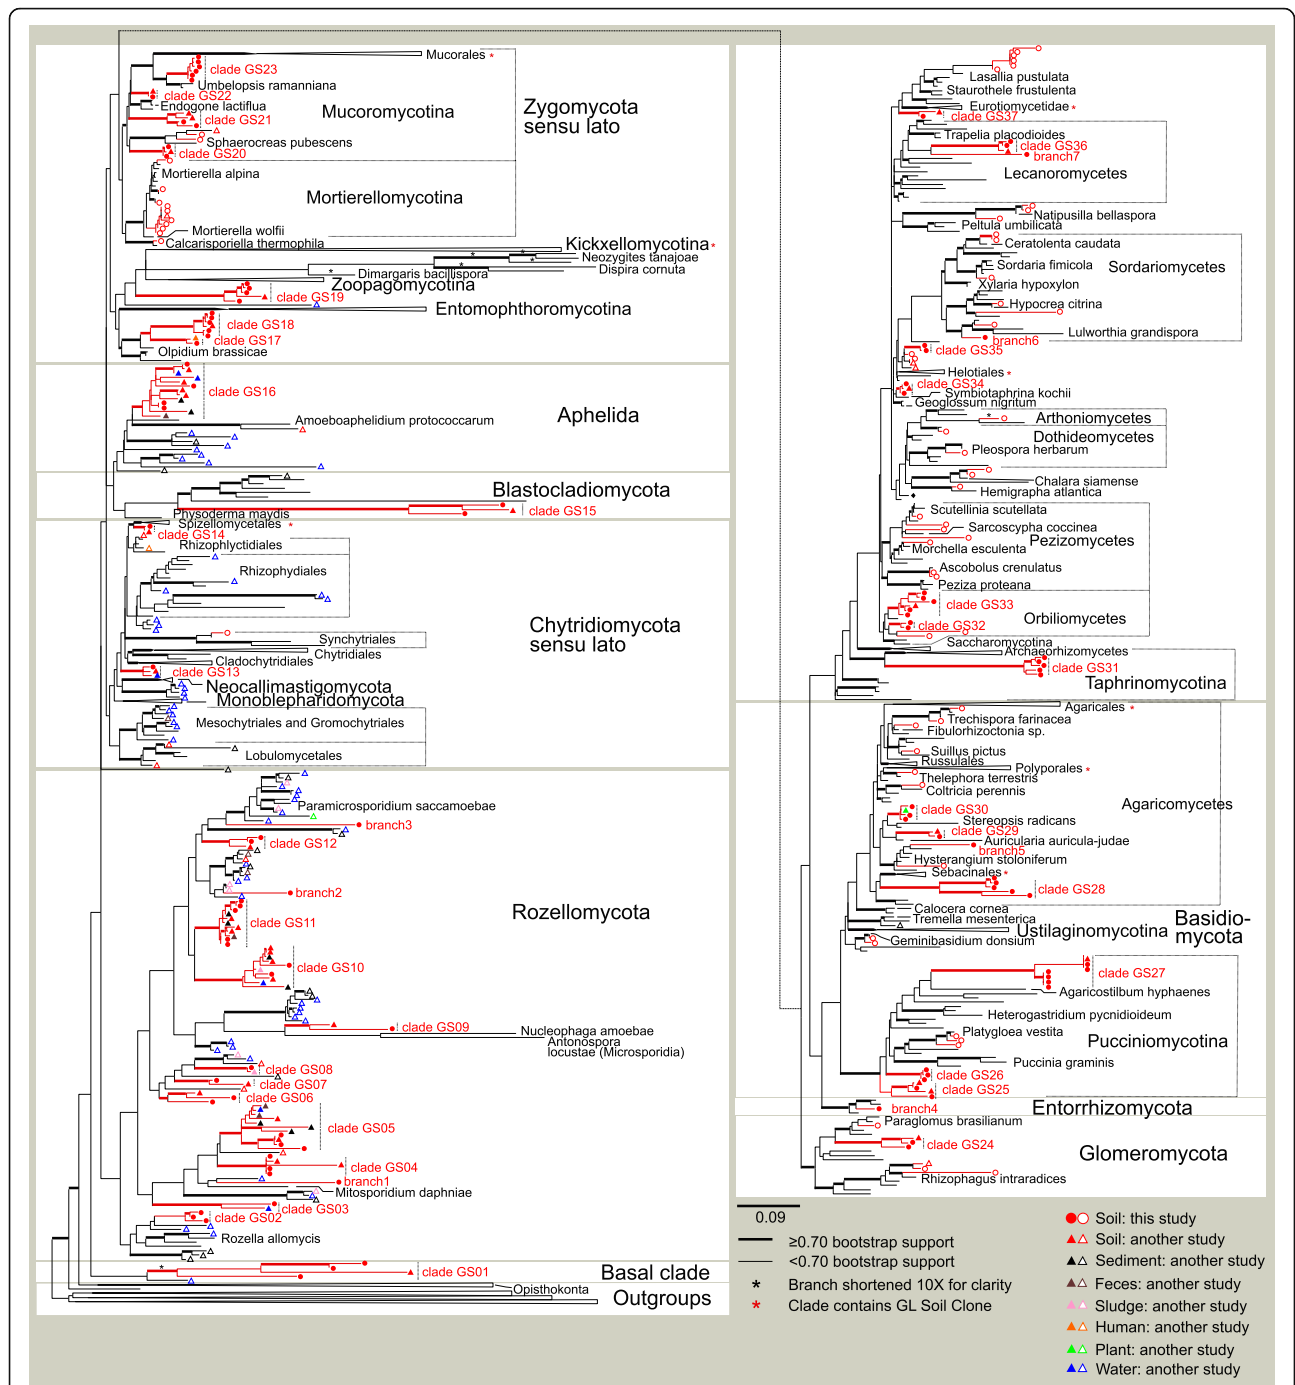 Mucorales *
clade GS23
Umbelopsis ramanniana
clade GS22
Endogone lactiflua
Mucoromycotina
Zygomycota
sensu lato
clade GS21
Sphaerocreas pubescens
clade GS20
Mortierella alpina
Mortierellomycotina
Mortierella wolfii
Calcarisporiella thermophila
Kickxellomycotina *
Neozygites tanajoae
Dispira cornuta
*
*
*
*
Dimargaris bacillispora
Zoopagomycotina
clade GS19
Entomophthoromycotina
clade GS18
clade GS17
Olpidium brassicae
clade GS16
Aphelida
Amoeboaphelidium protococcarum
Blastocladiomycota
clade GS15
Physoderma maydis
Spizellomycetales *
clade GS14
Rhizophlyctidiales
Rhizophydiales
Chytridiomycota
sensu lato
Synchytriales
Chytridiales
Cladochytridiales
clade GS13
Neocallimastigomycota
Monoblepharidomycota
Mesochytriales and Gromochytriales
Lobulomycetales
Paramicrosporidium saccamoebae
branch3
clade GS12
branch2
Rozellomycota
clade GS11
clade GS10
clade GS09
Nucleophaga amoebae
Antonospora
locustae (Microsporidia)
clade GS08
clade GS07
clade GS06
clade GS05
clade GS04
branch1
Mitosporidium daphniae
clade GS03
clade GS02
Rozella allomycis
*
clade GS01
Basal clade
Opisthokonta
Outgroups
Lasallia pustulata
Staurothele frustulenta
Eurotiomycetidae *
clade GS37
Trapelia placodioides
clade GS36
branch7
Lecanoromycetes
Natipusilla bellaspora
Peltula umbilicata
Ceratolenta caudata
Sordaria fimicola
Sordariomycetes
Xylaria hypoxylon
Hypocrea citrina
Lulworthia grandispora
branch6
clade GS35
Helotiales *
clade GS34
Symbiotaphrina kochii
Geoglossum nigritum
*
Arthoniomycetes
Dothideomycetes
Pleospora herbarum
Chalara siamense
Hemigrapha atlantica
Scutellinia scutellata
Sarcoscypha coccinea
Pezizomycetes
Morchella esculenta
Ascobolus crenulatus
Peziza proteana
clade GS33
Orbiliomycetes
clade GS32
Saccharomycotina
Archaeorhizomycetes
clade GS31
Taphrinomycotina
Agaricales *
Trechispora farinacea
Fibulorhizoctonia sp.
Suillus pictus
Russulales
Polyporales *
Thelephora terrestris
Coltricia perennis
Agaricomycetes
clade GS30
Stereopsis radicans
clade GS29
Auricularia auricula-judae
branch5
Hysterangium stoloniferum
Sebacinales *
clade GS28
Calocera cornea
Tremella mesenterica
Basidio-
mycota
Ustilaginomycotina
Geminibasidium donsium
clade GS27
Agaricostilbum hyphaenes
Heterogastridium pycnidioideum
Platygloea vestita
Pucciniomycotina
Puccinia graminis
clade GS26
clade GS25
branch4
Entorrhizomycota
Paraglomus brasilianum
clade GS24
Glomeromycota
Rhizophagus intraradices
0.09
≥0.70 bootstrap support
<0.70 bootstrap support
* Branch shortened 10X for clarity
* Clade contains GL Soil Clone
Soil: this study
Soil: another study
Sediment: another study
Feces: another study
Sludge: another study
Human: another study
Plant: another study
Water: another study